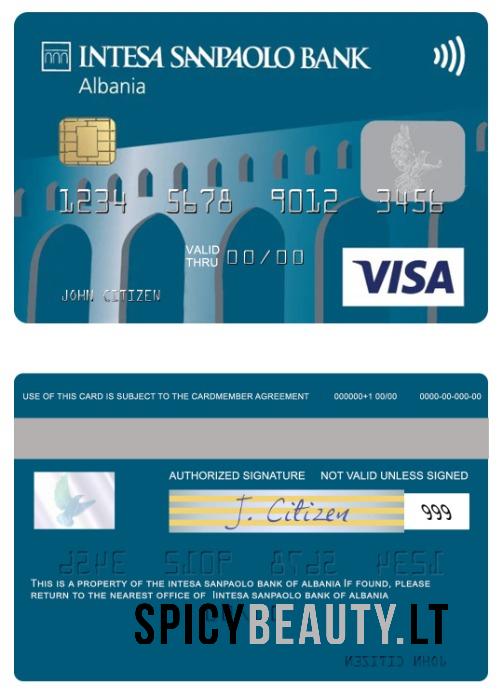 INTESA SANPAOLO BANK
Albania
1234 5678 9012 3456
VALID
THRU 00/00
JOHN CITIZEN
VISA
USE OF THIS CARD IS SUBJECT TO THE CARDMEMBER AGREEMENT 000000+1 00/00 0000-00-000-00
AUTHORIZED SIGNATURE NOT VALID UNLESS SIGNED
J. Citizen 999
THIS IS A PROPERTY OF THE INTESA SANPAOLO BANK OF ALBANIA IF FOUND, PLEASE
RETURN TO THE NEAREST OFFICE OF IINTESA SANPAOLO BANK OF ALBANIA
SPICYBEAUTY.LT